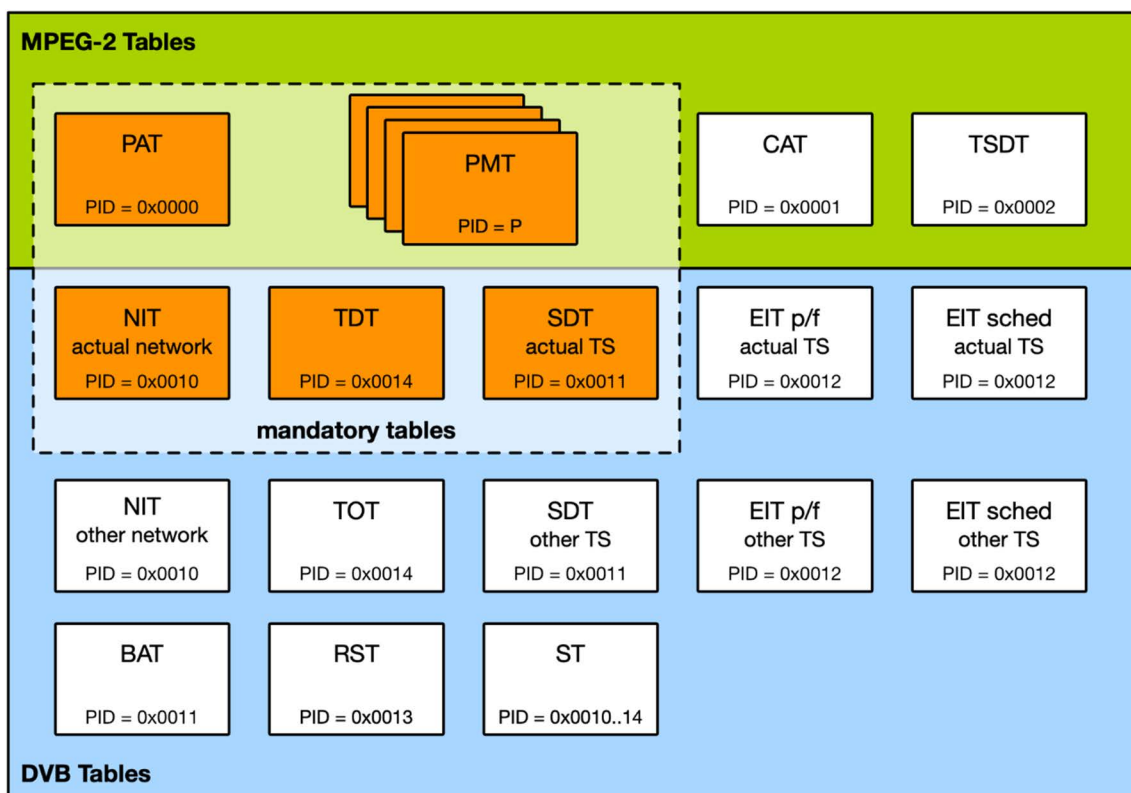 MPEG-2 Tables
PAT
PID = 0x0000
PMT
PID = P
CAT
PID = 0x0001
TSDT
PID = 0x0002
NIT
actual network
PID = 0x0010
TDT
PID = 0x0014
SDT
actual TS
PID = 0x0011
EIT p/f
actual TS
PID = 0x0012
EIT sched
actual TS
PID = 0x0012
mandatory tables
NIT
other network
PID = 0x0010
TOT
PID = 0x0014
SDT
other TS
PID = 0x0011
EIT p/f
other TS
PID = 0x0012
EIT sched
other TS
PID = 0x0012
BAT
PID = 0x0011
RST
PID = 0x0013
ST
PID = 0x0010..14
DVB Tables